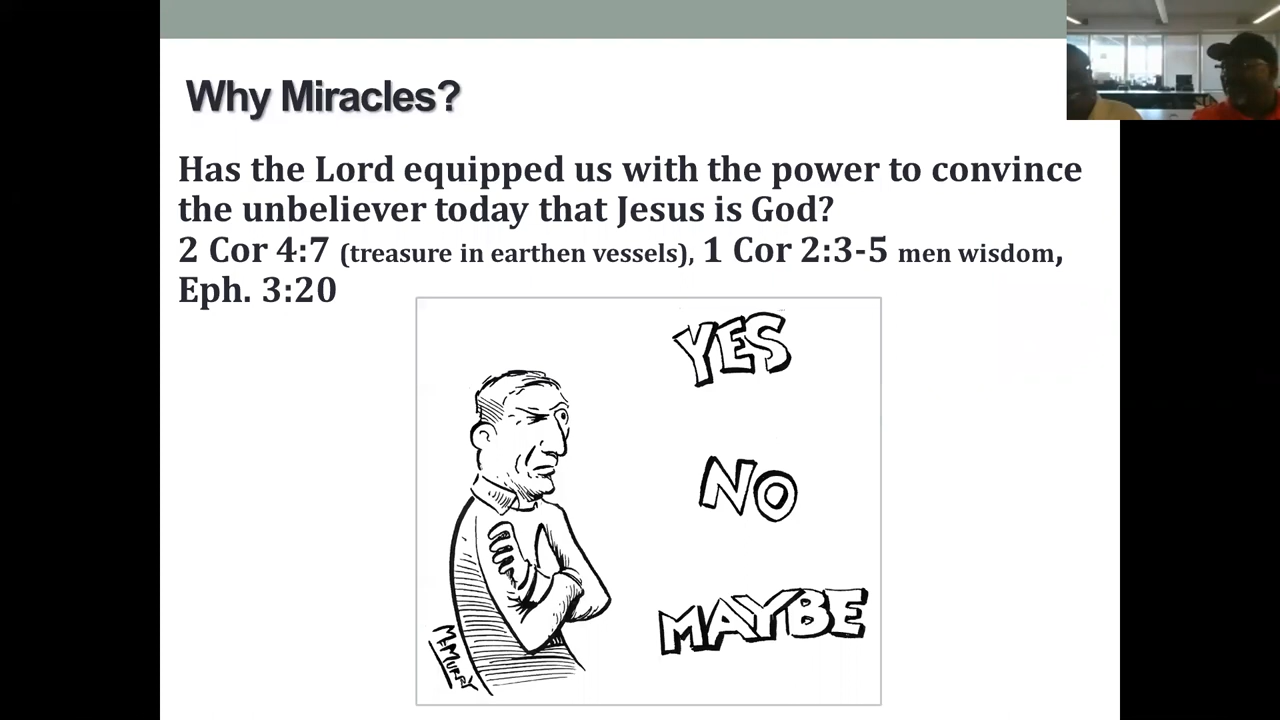 Why Miracles?
Has the Lord equipped us with the power to convince
the unbeliever today that Jesus is God?
2 Cor 4:7 (treasure in earthen vessels), 1 Cor 2:3-5 men wisdom,
Eph. 3:20
YES
NO
MAYBE
McMURRY